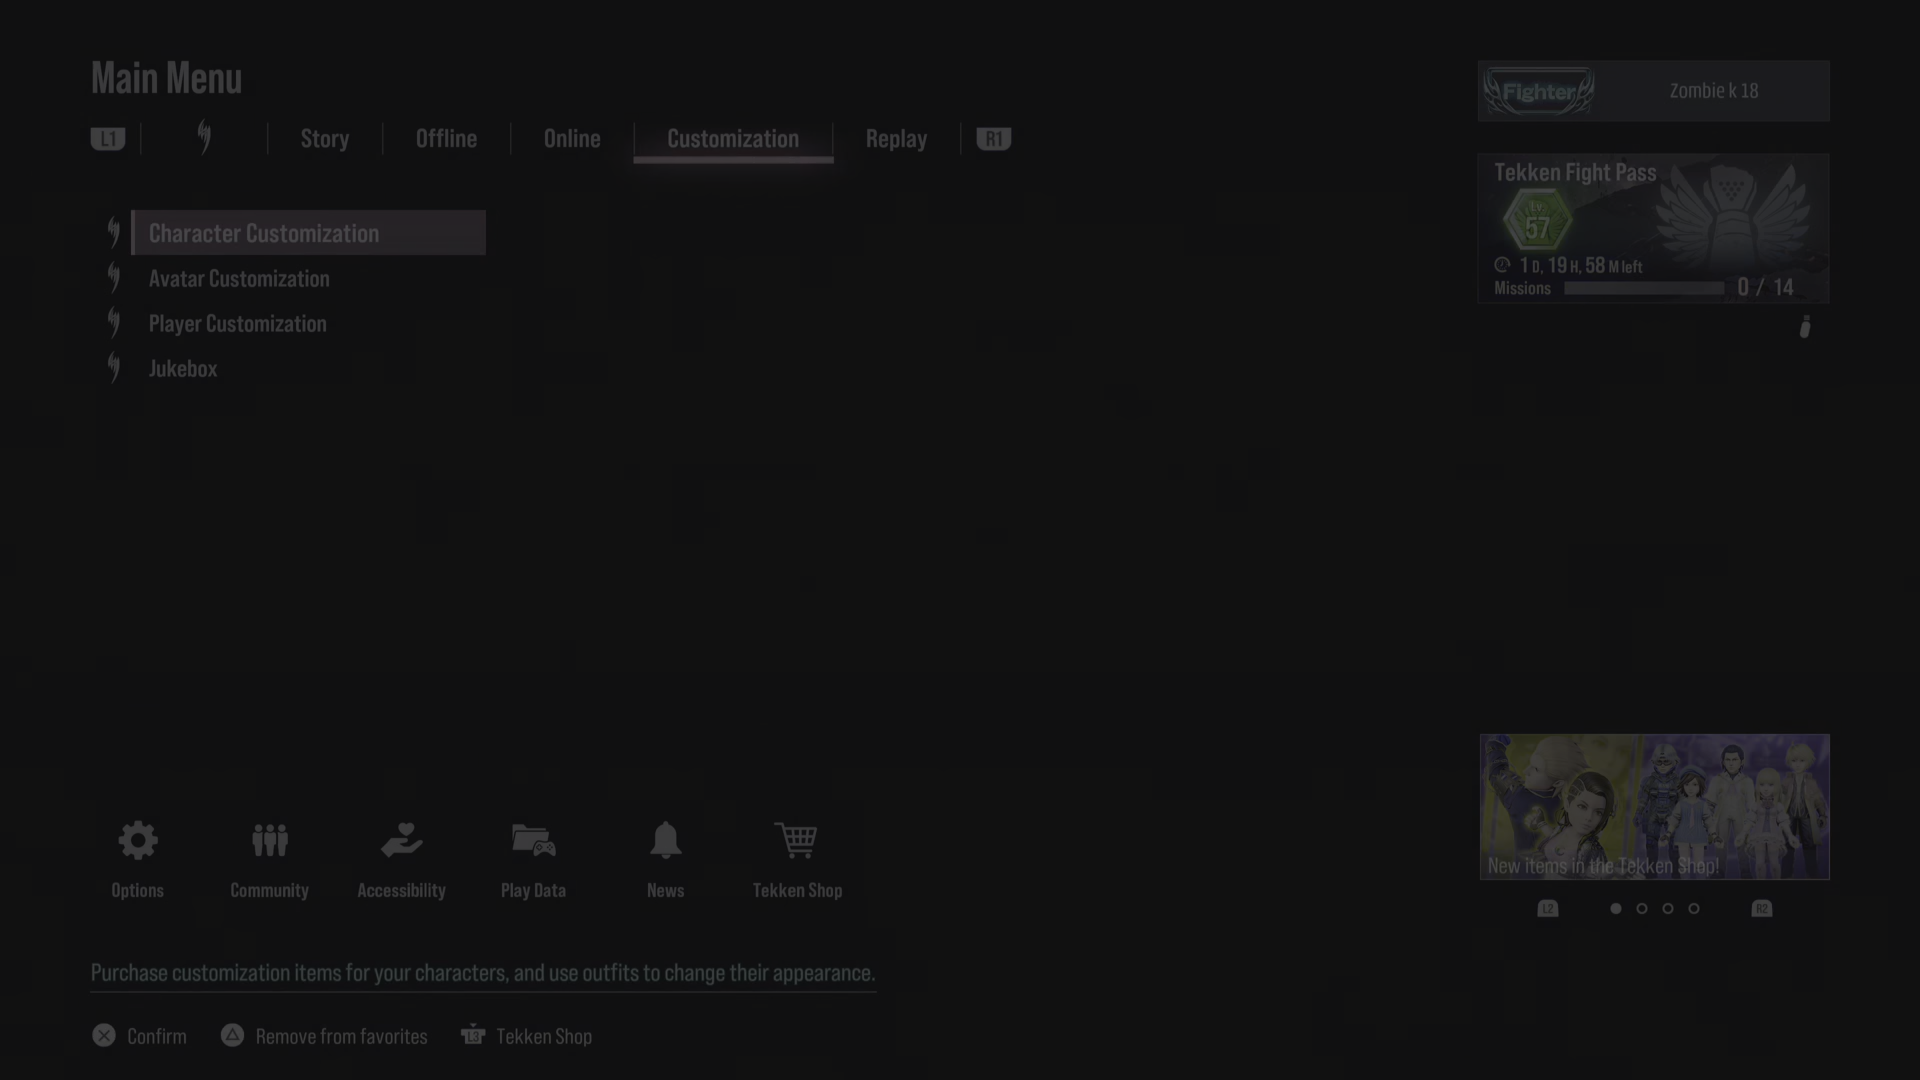 Main Menu
L1 Story Offline Online Customization Replay R1
Character Customization
Avatar Customization
Player Customization
Jukebox
Fighter Zombie k 18
Tekken Fight Pass
Lv.
57
1 D, 19 H, 58 M left
Missions 0 / 14
New items in the Tekken Shop!
L2 R2
Options Community Accessibility Play Data News Tekken Shop
Purchase customization items for your characters, and use outfits to change their appearance.
Confirm Remove from favorites L3 Tekken Shop